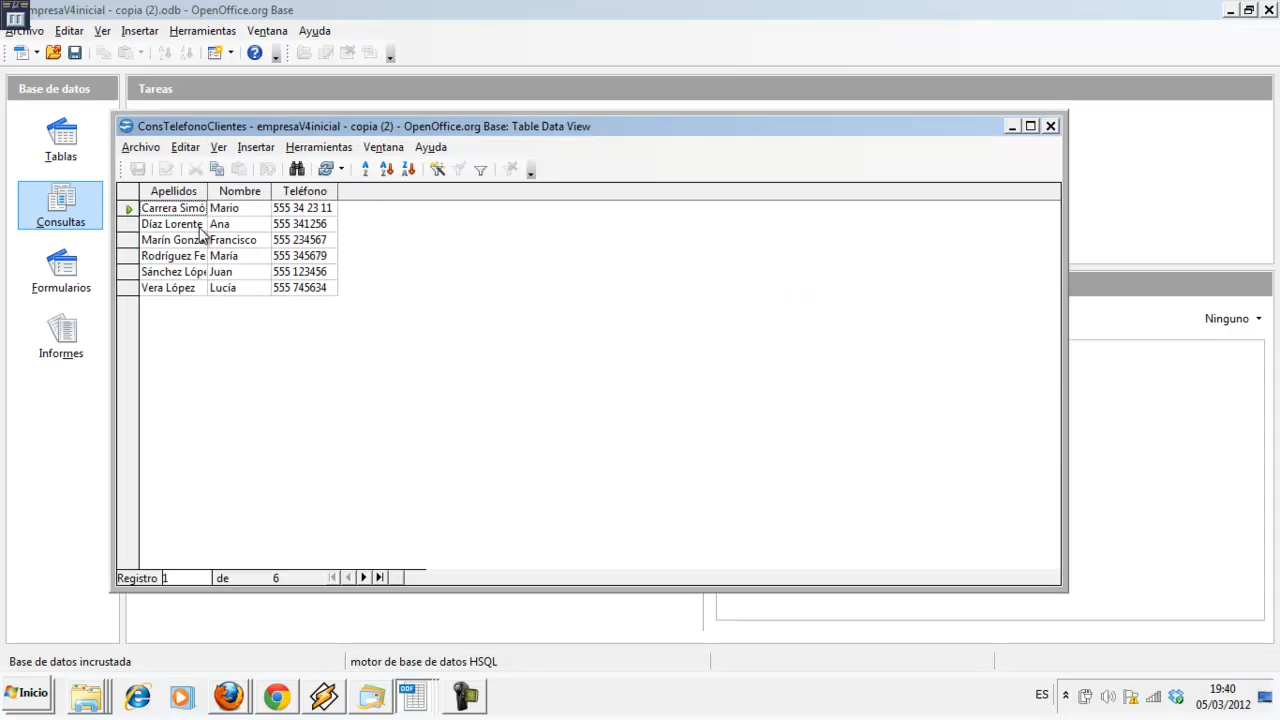 empresaV4inicial - copia (2).odb - OpenOffice.org Base
Archivo Editar Ver Insertar Herramientas Ventana Ayuda
Base de datos
Tareas
Tablas
Consultas
Formularios
Informes
ConsTelefonoClientes - empresaV4inicial - copia (2) - OpenOffice.org Base: Table Data View
Archivo Editar Ver Insertar Herramientas Ventana Ayuda
Apellidos Nombre Teléfono
Carrera Simó Mario 555 34 23 11
Díaz Lorente Ana 555 341256
Marín Gonz Francisco 555 234567
Rodríguez Fe María 555 345679
Sánchez Lópe Juan 555 123456
Vera López Lucía 555 745634
Registro 1 de 6
Ninguno
Base de datos incrustada
motor de base de datos HSQL
Inicio
ES
19:40
05/03/2012